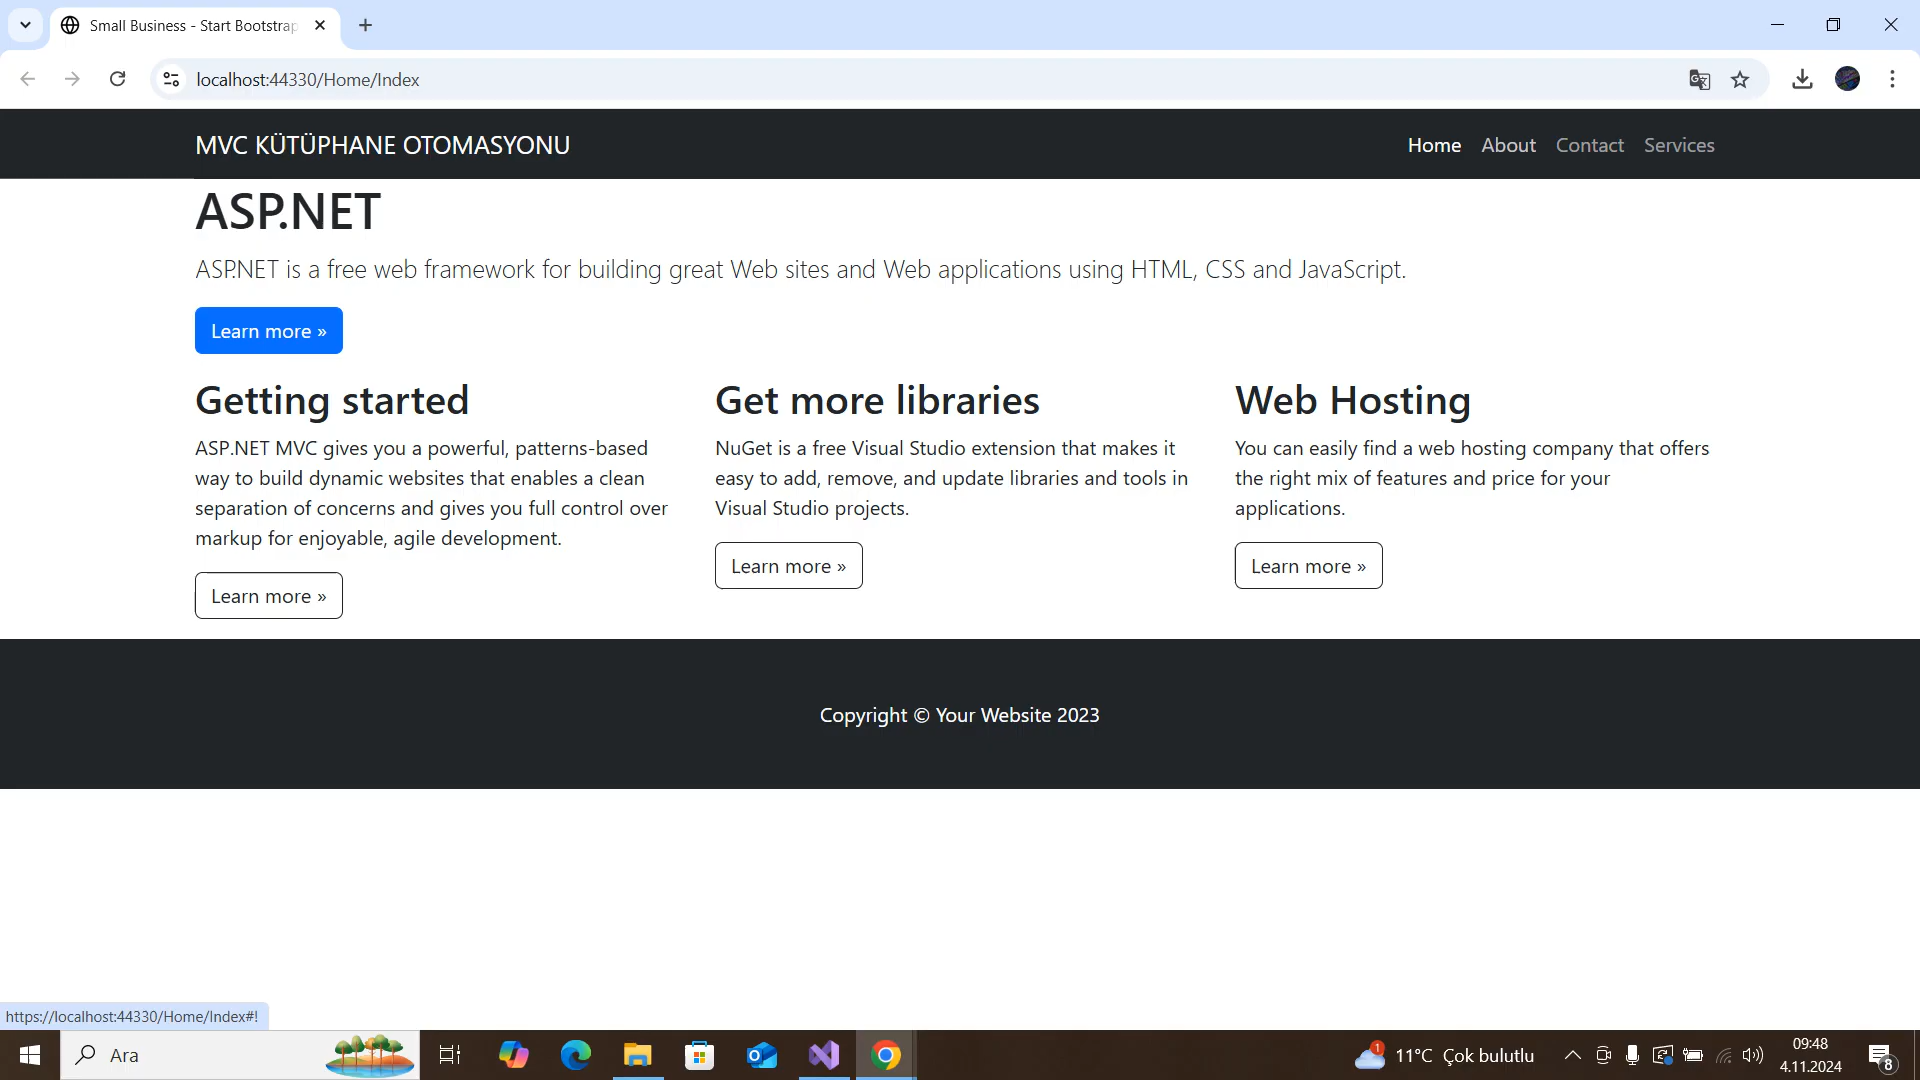 Small Business - Start Bootstrap
localhost:44330/Home/Index
MVC KÜTÜPHANE OTOMASYONU
Home About Contact Services
ASP.NET
ASP.NET is a free web framework for building great Web sites and Web applications using HTML, CSS and JavaScript.
Learn more »
Getting started
ASP.NET MVC gives you a powerful, patterns-based
way to build dynamic websites that enables a clean
separation of concerns and gives you full control over
markup for enjoyable, agile development.
Learn more »
Get more libraries
NuGet is a free Visual Studio extension that makes it
easy to add, remove, and update libraries and tools in
Visual Studio projects.
Learn more »
Web Hosting
You can easily find a web hosting company that offers
the right mix of features and price for your
applications.
Learn more »
Copyright © Your Website 2023
https://localhost:44330/Home/Index#!
Ara
1
11°C Çok bulutlu
09:48
4.11.2024
8